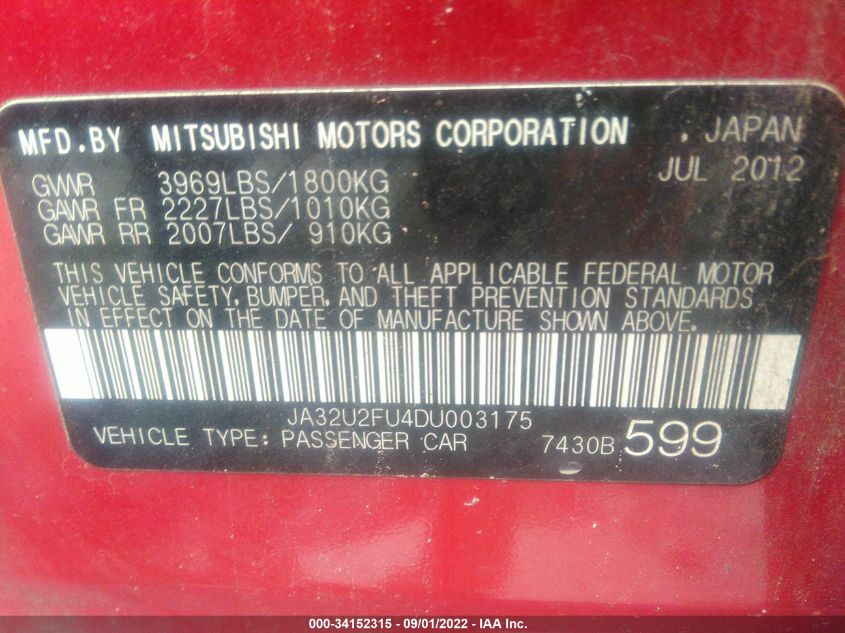 MFD.BY MITSUBISHI MOTORS CORPORATION . JAPAN
JUL 2012
GVWR 3969LBS/1800KG
GAWR FR 2227LBS/1010KG
GAWR RR 2007LBS/ 910KG
THIS VEHICLE CONFORMS TO ALL APPLICABLE FEDERAL MOTOR
VEHICLE SAFETY, BUMPER, AND THEFT PREVENTION STANDARDS
IN EFFECT ON THE DATE OF MANUFACTURE SHOWN ABOVE.
JA32U2FU4DU003175
VEHICLE TYPE: PASSENGER CAR 7430B 599
000-34152315 - 09/01/2022 - IAA Inc.